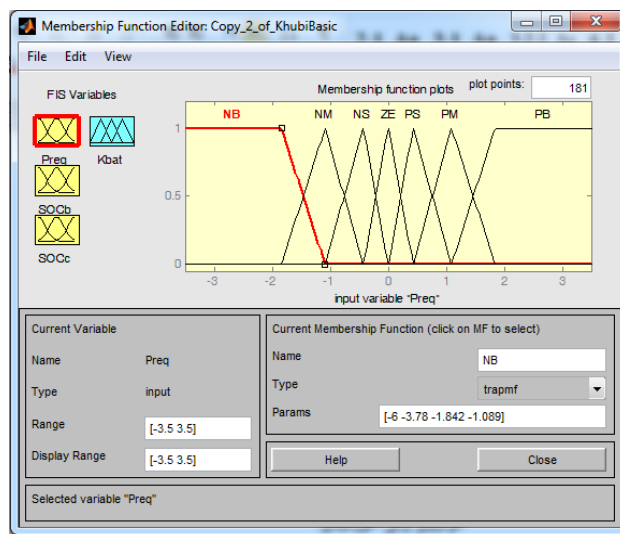 Membership Function Editor: Copy_2_of_KhubiBasic
File Edit View
FIS Variables
Membership function plots
plot points: 181
Preq
Kbat
SOCb
SOCc
NB NM NS ZE PS PM PB
1
0.5
0
-3 -2 -1 0 1 2 3
input variable "Preq"
Current Variable
Name Preq
Type input
Range [-3.5 3.5]
Display Range [-3.5 3.5]
Current Membership Function (click on MF to select)
Name NB
Type trapmf
Params [-6 -3.78 -1.842 -1.089]
Help Close
Selected variable "Preq"